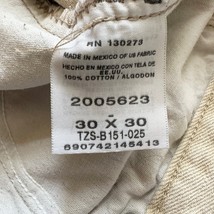 RN 130273
MADE IN MEXICO OF US FABRIC
HECHO EN MEXICO CON TELA DE
EE.UU.
100% COTTON / ALGODON
2005623
-
30 X 30
TZS-B151-025
690742145413